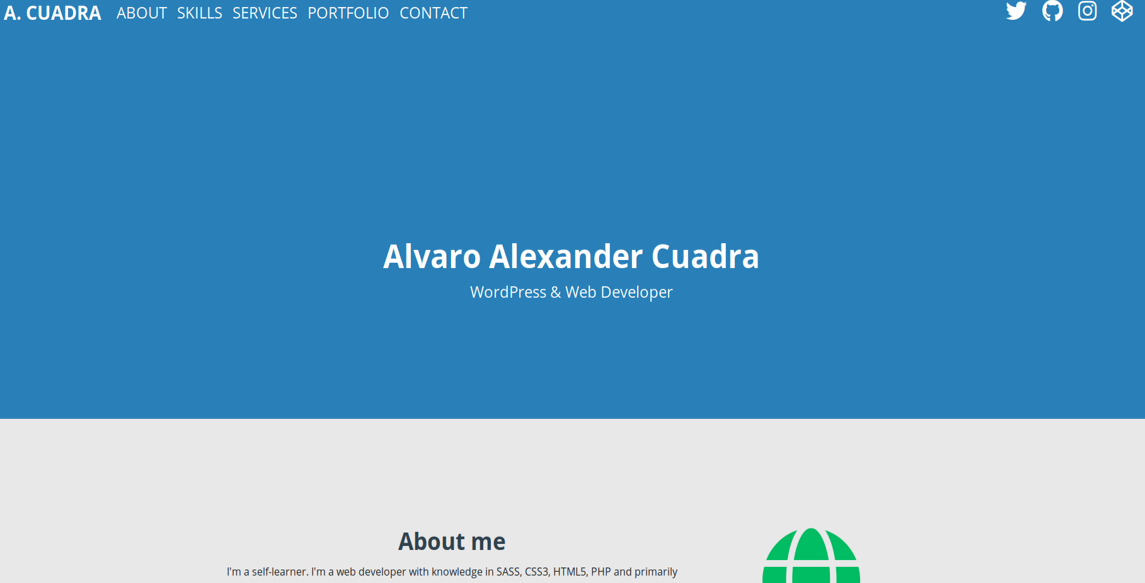 A. CUADRA ABOUT SKILLS SERVICES PORTFOLIO CONTACT
Alvaro Alexander Cuadra
WordPress & Web Developer
About me
I'm a self-learner. I'm a web developer with knowledge in SASS, CSS3, HTML5, PHP and primarily